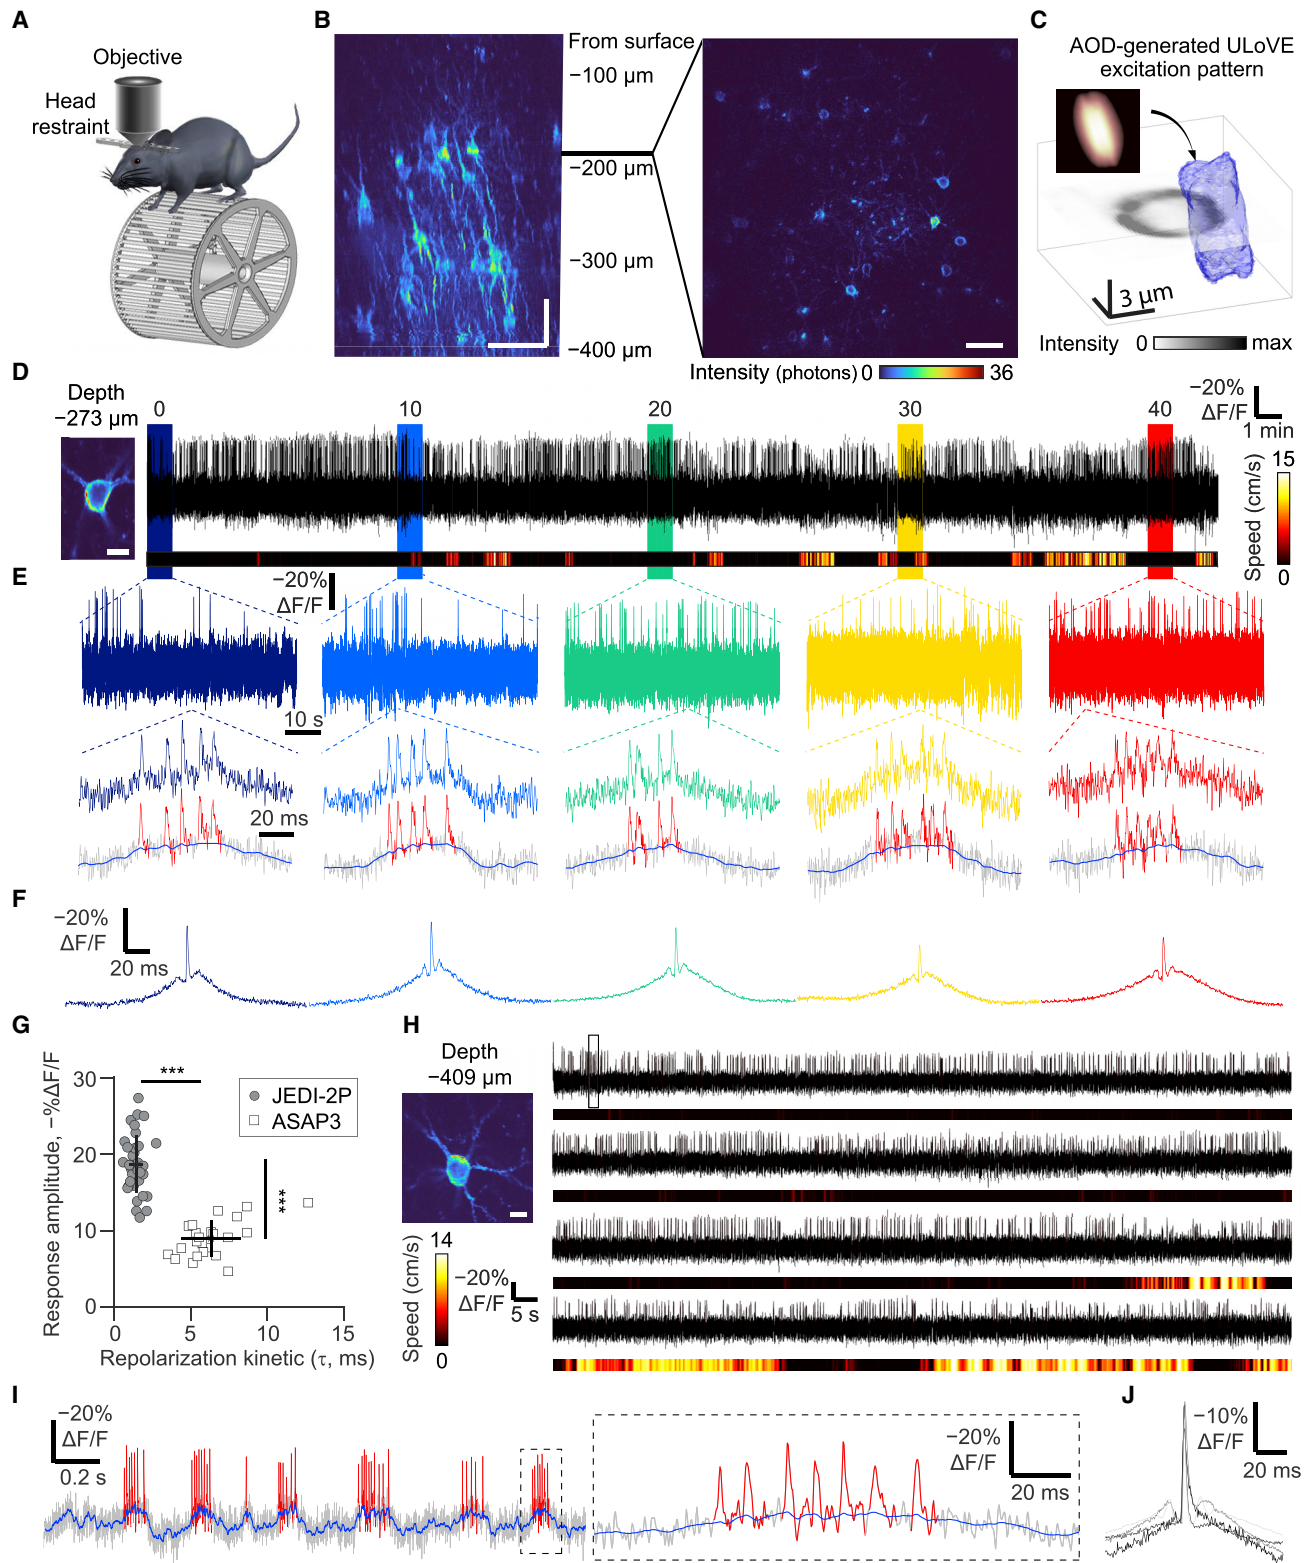 A
Objective
Head
restraint
B
From surface
−100 µm
−200 µm
−300 µm
−400 µm
Intensity (photons) 0 36
C
AOD-generated ULoVE
excitation pattern
3 µm
Intensity 0 max
D
Depth
−273 µm
0 10 20 30 40
−20%
ΔF/F
1 min
Speed (cm/s)
15
0
E
−20%
ΔF/F
10 s
20 ms
F
−20%
ΔF/F
20 ms
G
Response amplitude, −%ΔF/F
30
20
10
0
***
JEDI-2P
ASAP3
***
0 5 10 15
Repolarization kinetic (τ, ms)
H
Depth
−409 µm
Speed (cm/s)
14
0
−20%
ΔF/F
5 s
I
−20%
ΔF/F
0.2 s
−20%
ΔF/F
20 ms
J
−10%
ΔF/F
20 ms